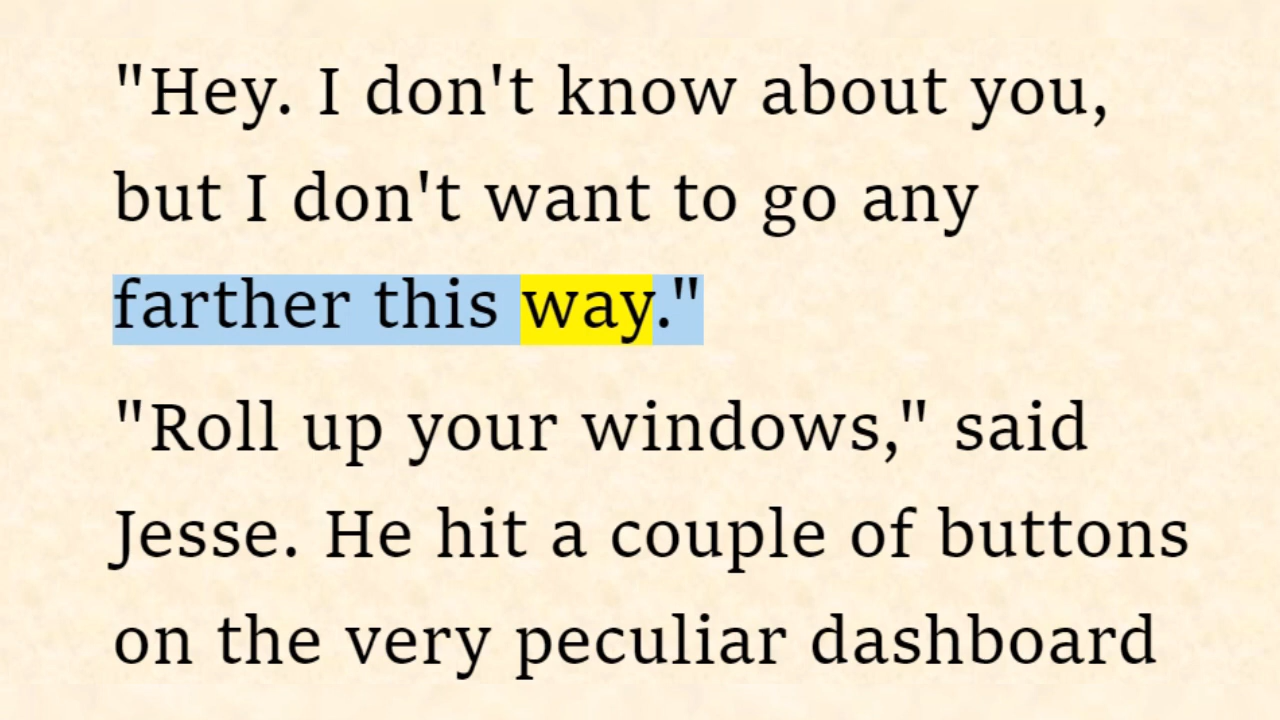 "Hey. I don't know about you,
but I don't want to go any
farther this way."
"Roll up your windows," said
Jesse. He hit a couple of buttons
on the very peculiar dashboard